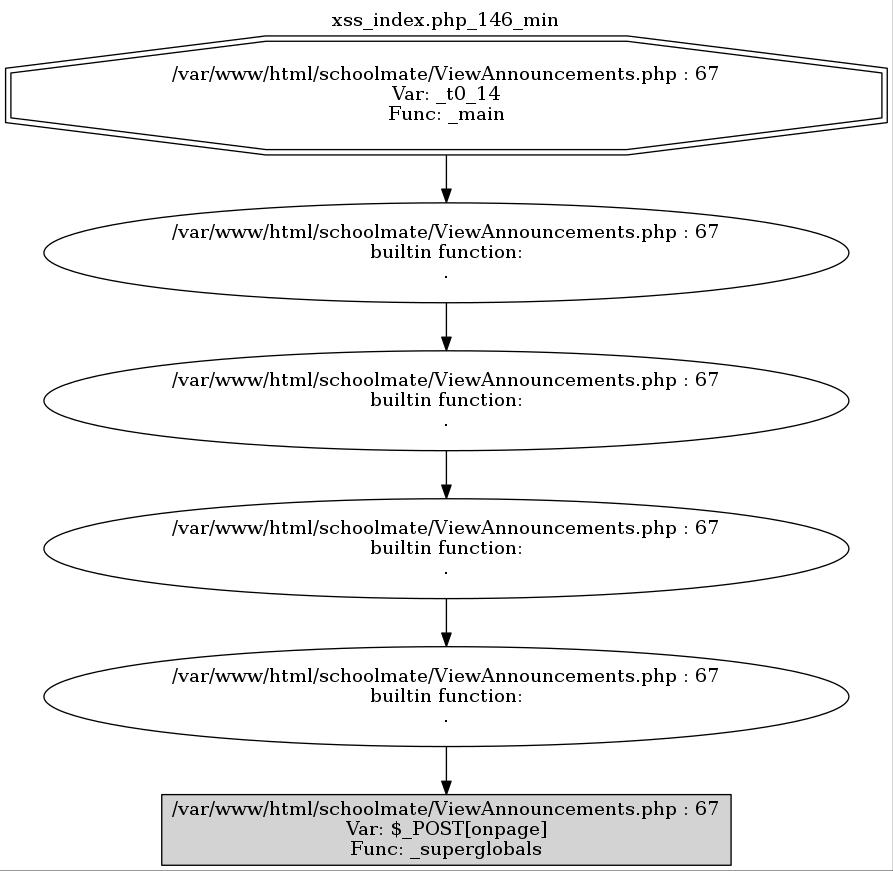 xss_index.php_146_min
/var/www/html/schoolmate/ViewAnnouncements.php : 67
Var: _t0_14
Func: _main
/var/www/html/schoolmate/ViewAnnouncements.php : 67
builtin function:
.
/var/www/html/schoolmate/ViewAnnouncements.php : 67
builtin function:
.
/var/www/html/schoolmate/ViewAnnouncements.php : 67
builtin function:
.
/var/www/html/schoolmate/ViewAnnouncements.php : 67
builtin function:
.
/var/www/html/schoolmate/ViewAnnouncements.php : 67
Var: $_POST[onpage]
Func: _superglobals